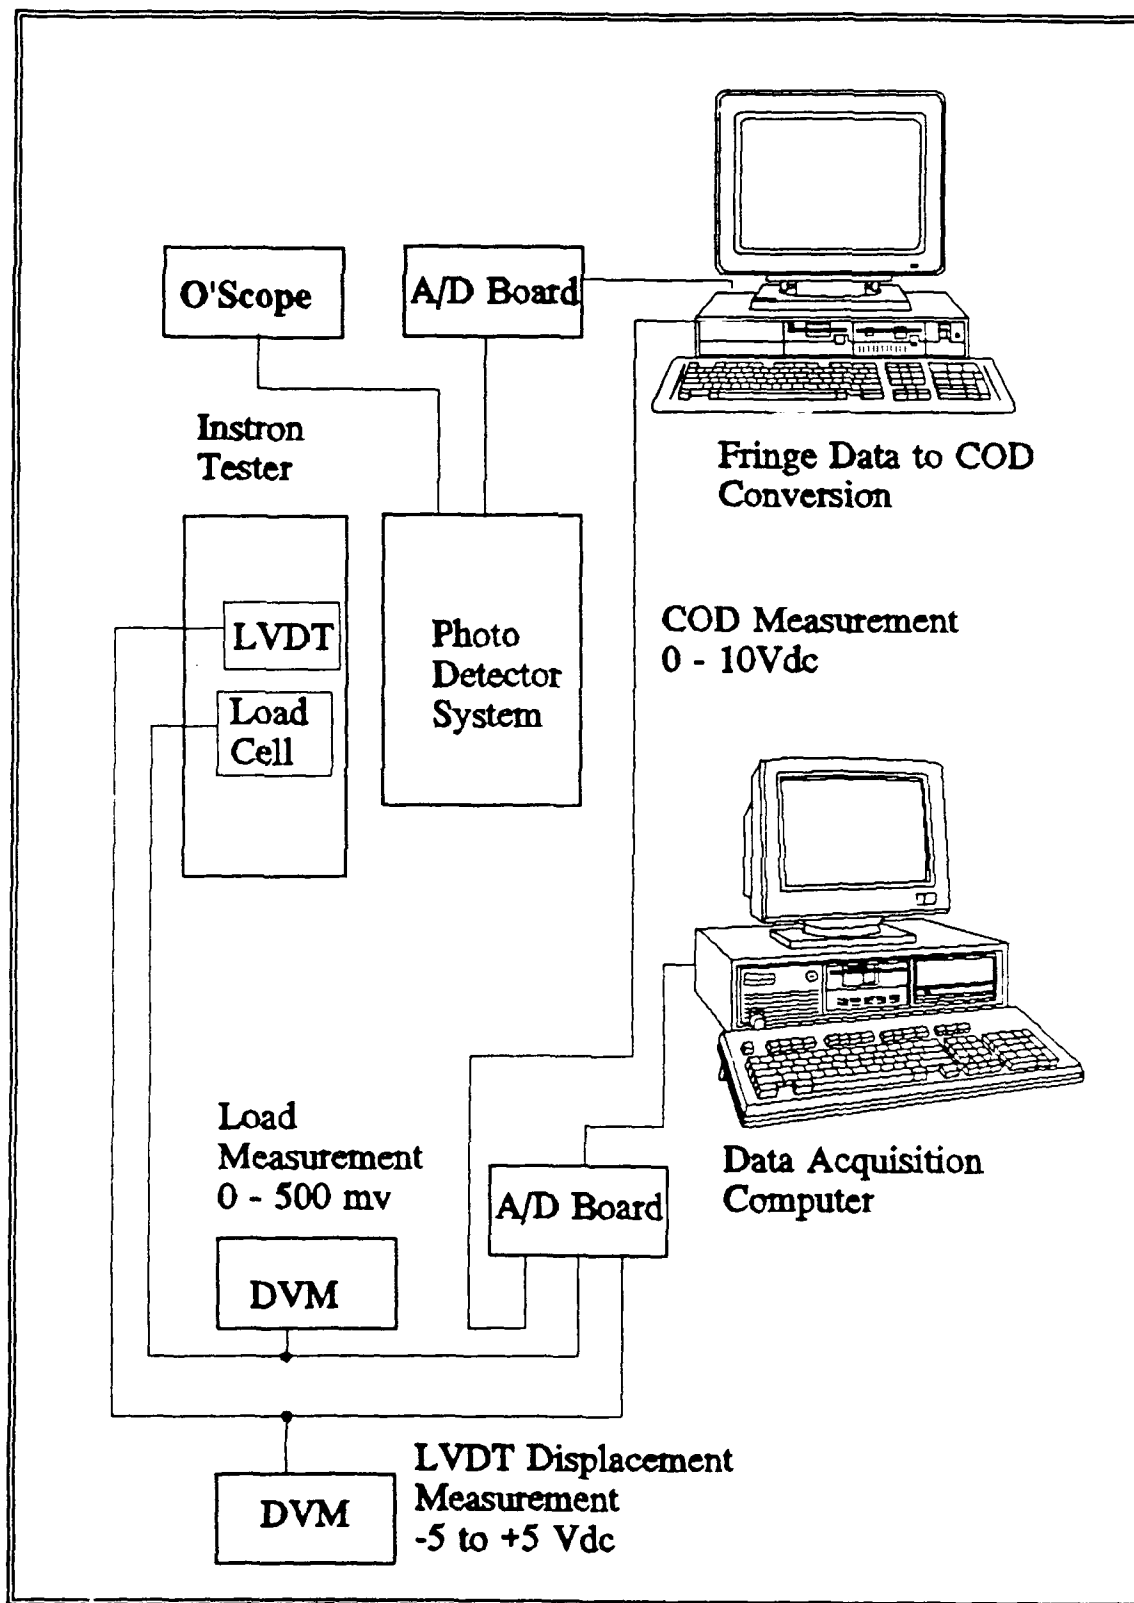 O'Scope
A/D Board
Instron
Tester
Fringe Data to COD
Conversion
LVDT
Load
Cell
Photo
Detector
System
COD Measurement
0 - 10Vdc
Load
Measurement
0 - 500 mv
A/D Board
Data Acquisition
Computer
DVM
LVDT Displacement
Measurement
-5 to +5 Vdc
DVM